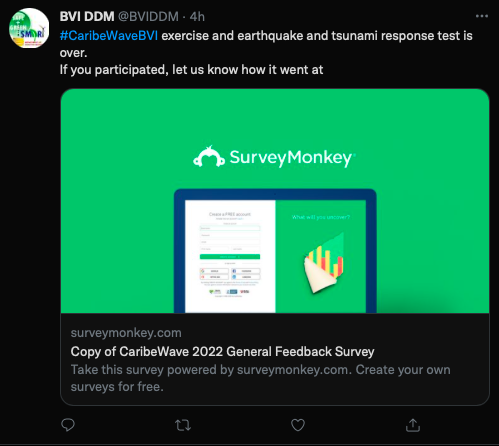 BVI DDM @BVIDDM · 4h
#CaribeWaveBVI exercise and earthquake and tsunami response test is
over.
If you participated, let us know how it went at
SurveyMonkey
Create a FREE account
What will you uncover?
surveymonkey.com
Copy of CaribeWave 2022 General Feedback Survey
Take this survey powered by surveymonkey.com. Create your own
surveys for free.